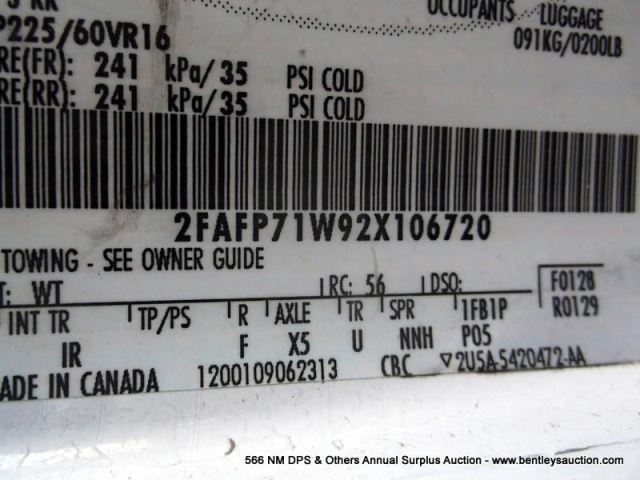 OCCUPANTS LUGGAGE
P225/60VR16 091KG/0200LB
RE(FR): 241 kPa/35 PSI COLD
RE(RR): 241 kPa/35 PSI COLD
2FAFP71W92X106720
TOWING - SEE OWNER GUIDE
T: WT RC: 56 DSO: F0128
INT TR TP/PS R AXLE TR SPR 1FB1P R0129
IR F X5 U NNH P05
ADE IN CANADA 1200109062313 CBC ▽2U5A-5420472-AA
566 NM DPS & Others Annual Surplus Auction - www.bentleysauction.com